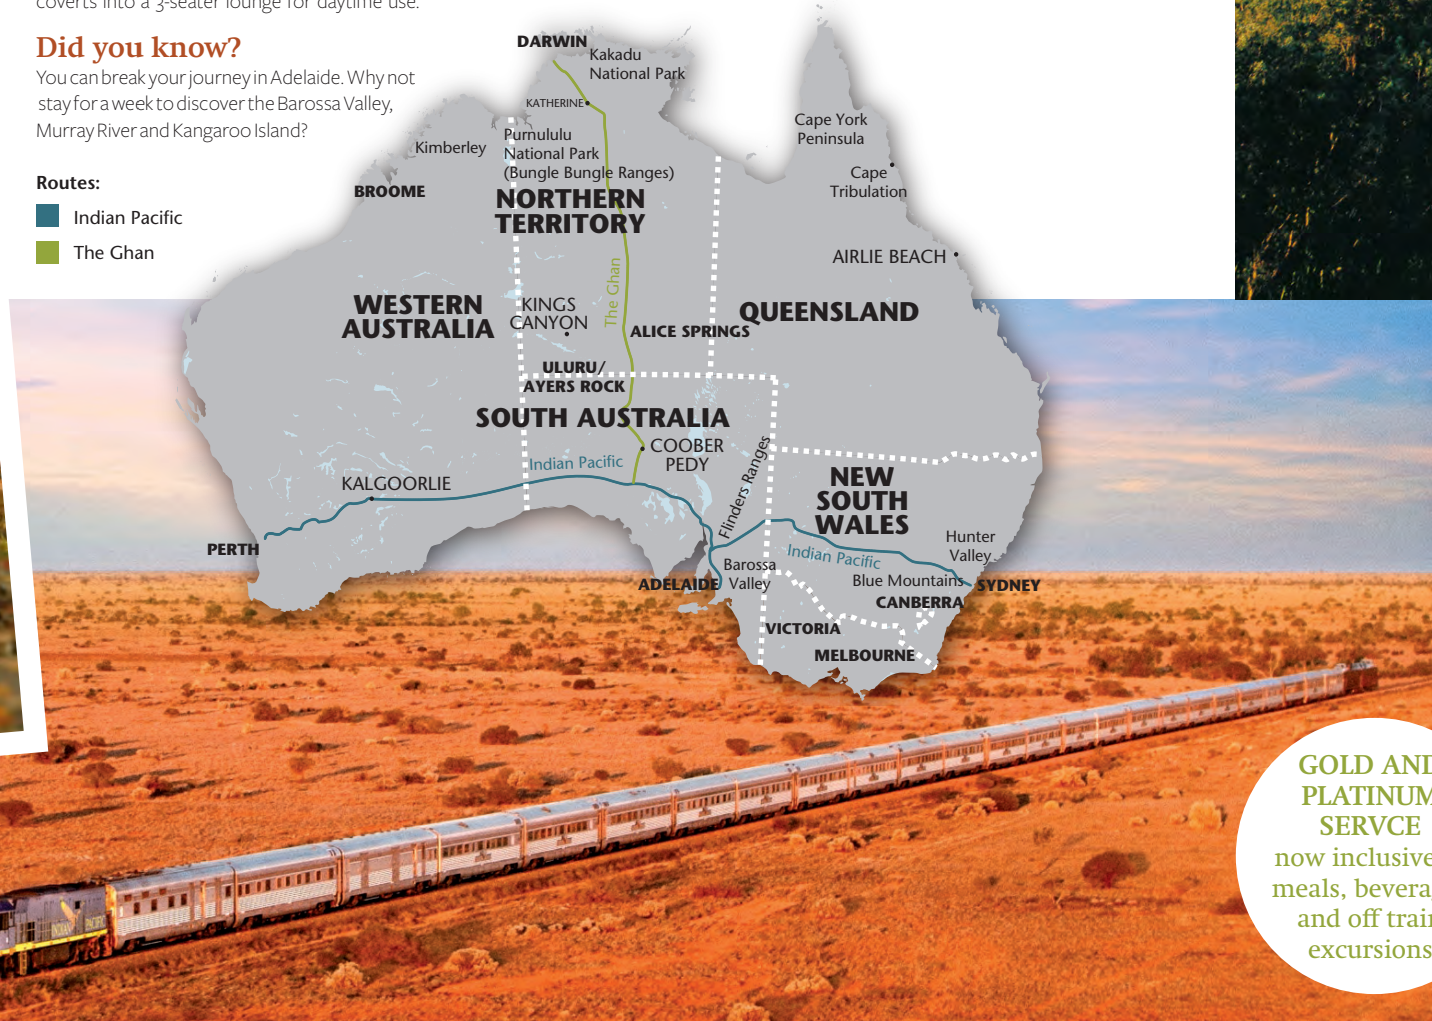 coverts into a 3-seater lounge for daytime use.
Did you know?
You can break your journey in Adelaide. Why not
stay for a week to discover the Barossa Valley,
Murray River and Kangaroo Island?
Routes:
Indian Pacific
The Ghan
DARWIN
Kakadu
National Park
KATHERINE
Purnululu
National Park
(Bungle Bungle Ranges)
Kimberley
BROOME
NORTHERN
TERRITORY
Cape York
Peninsula
Cape
Tribulation
AIRLIE BEACH
WESTERN
AUSTRALIA
KINGS
CANYON
The Ghan
ALICE SPRINGS
QUEENSLAND
ULURU/
AYERS ROCK
SOUTH AUSTRALIA
COOBER
PEDY
Indian Pacific
KALGOORLIE
Flinders Ranges
NEW
SOUTH
WALES
PERTH
Hunter
Valley
Indian Pacific
Barossa
Valley
ADELAIDE
Blue Mountains
SYDNEY
CANBERRA
VICTORIA
MELBOURNE
INDIAN PACIFIC
GOLD AND
PLATINUM
SERVCE
now inclusive
meals, bevera
and off train
excursions